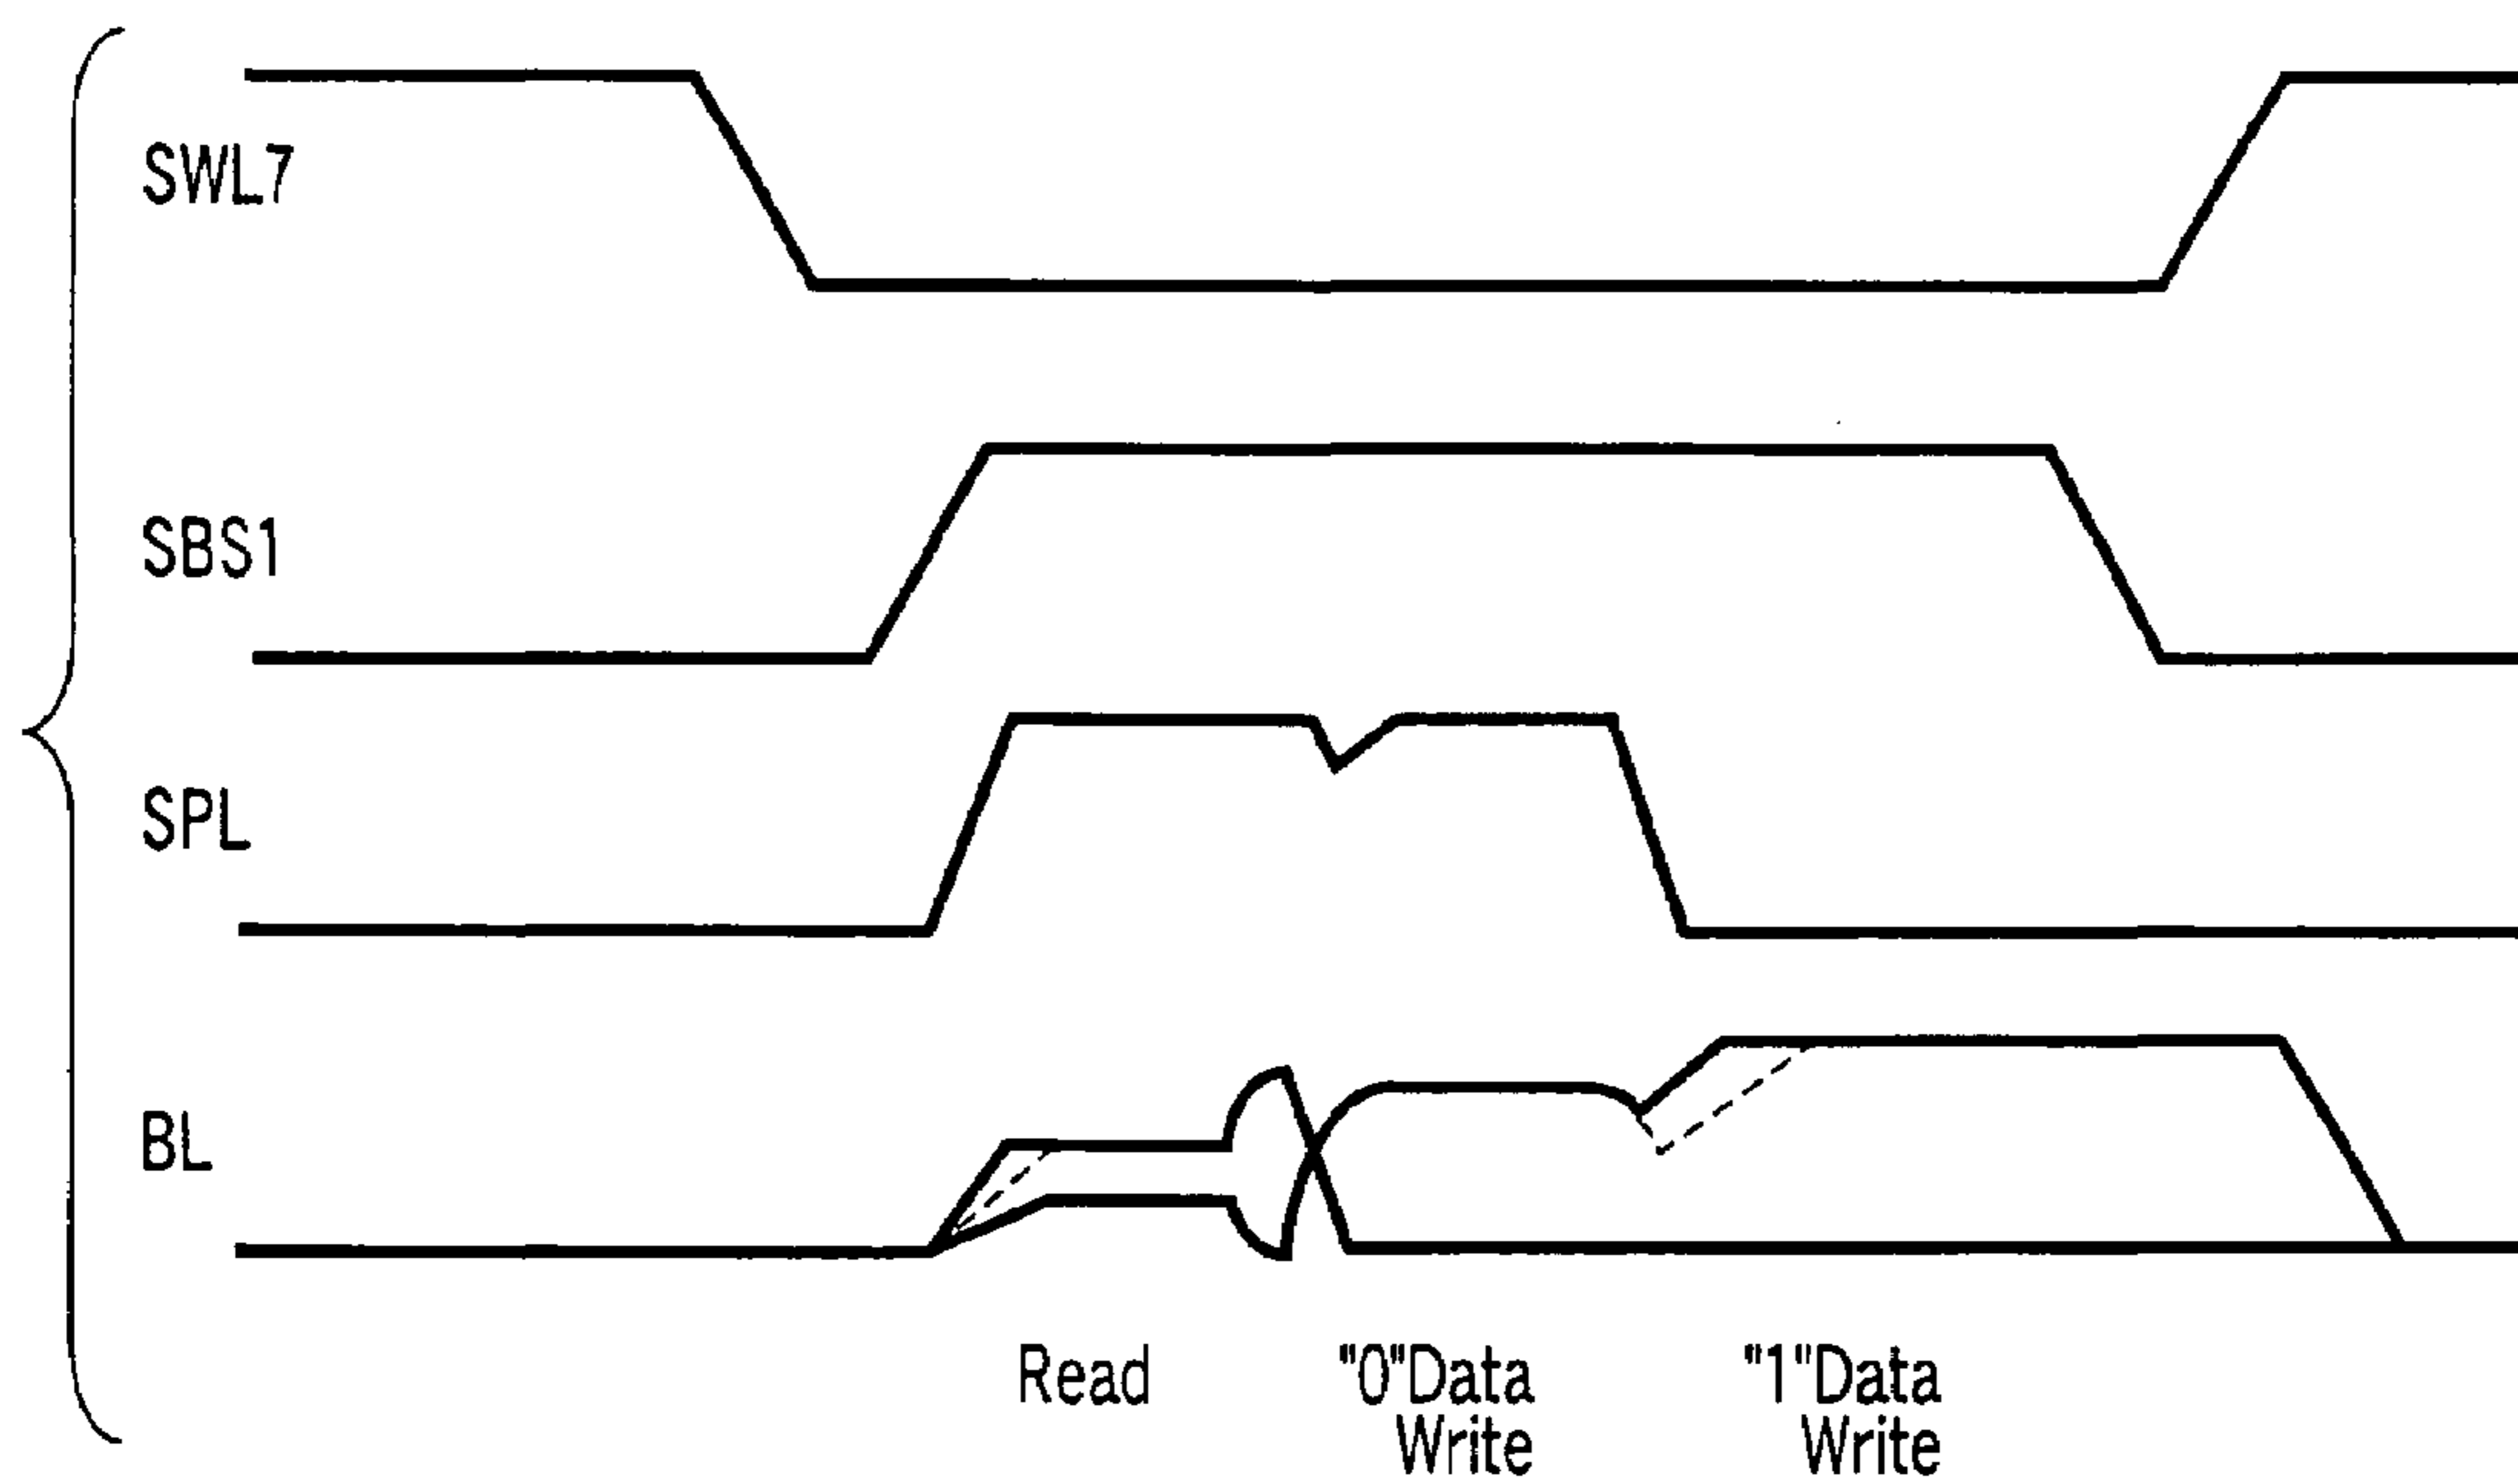 SWL7
SBS1
SPL
BL
Read
"0"Data
Write
"1"Data
Write